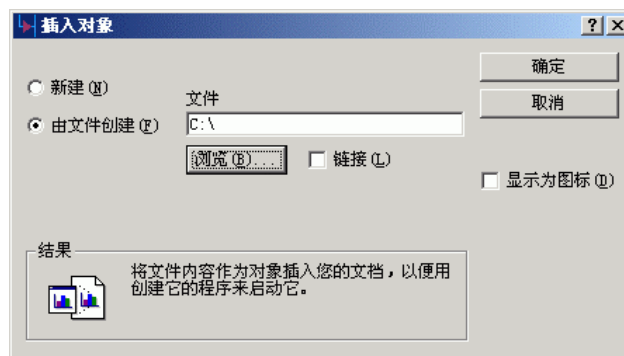 插入对象
新建(N)
由文件创建(F)
文件
C:\
浏览(B)...
链接(L)
确定
取消
显示为图标(D)
结果
将文件内容作为对象插入您的文档，以便用
创建它的程序来启动它。